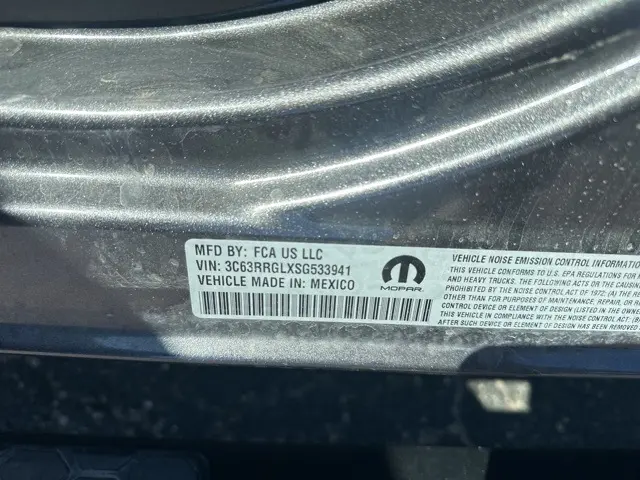 MFD BY: FCA US LLC
VIN: 3C63RRGLXSG533941
VEHICLE MADE IN: MEXICO
MOPAR
VEHICLE NOISE EMISSION CONTROL INFORMATION
THIS VEHICLE CONFORMS TO U.S. EPA REGULATIONS FOR
HEAVY TRUCKS. THE FOLLOWING ACTS OR
PROHIBITED BY THE NOISE CONTROL ACT OF 1972: (A) THE
OTHER THAN FOR PURPOSES OF MAINTENANCE, REPAIR, OR
CONTROL DEVICE OR ELEMENT OF DESIGN (LISTED IN THE OWNER
THIS VEHICLE IN COMPLIANCE WITH THE NOISE CONTROL ACT: (B)
AFTER SUCH DEVICE OR ELEMENT OF DESIGN HAS BEEN REMOVED